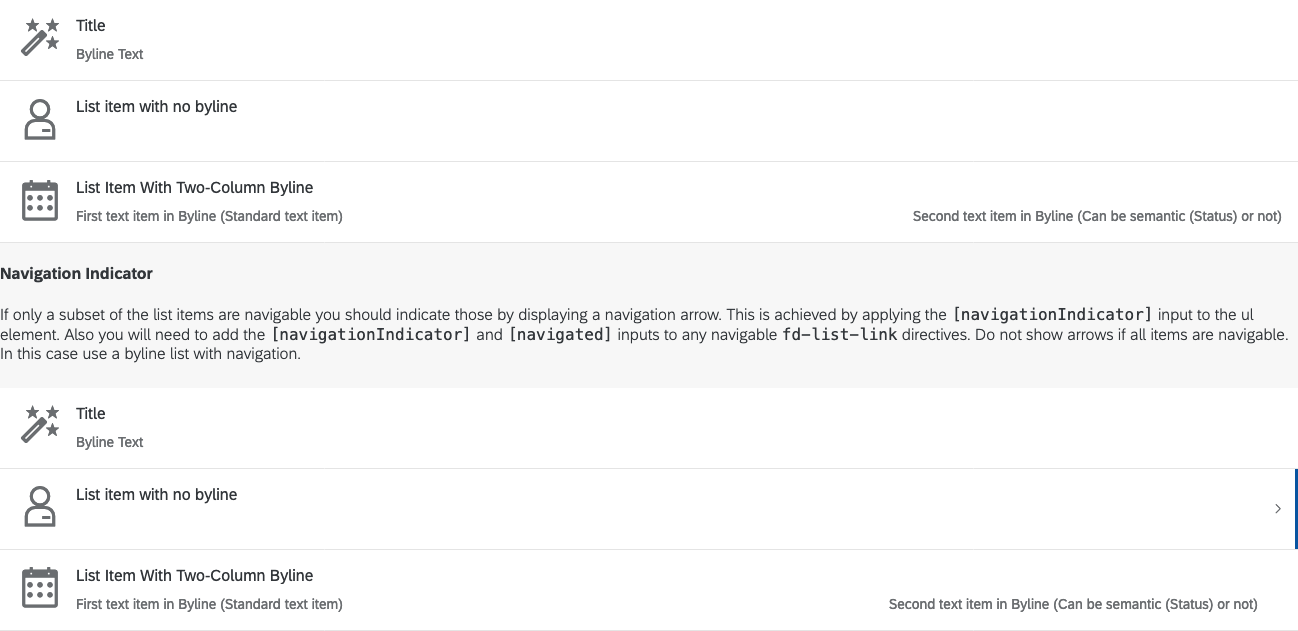 Title
Byline Text
List item with no byline
List Item With Two-Column Byline
First text item in Byline (Standard text item) Second text item in Byline (Can be semantic (Status) or not)
Navigation Indicator
If only a subset of the list items are navigable you should indicate those by displaying a navigation arrow. This is achieved by applying the [navigationIndicator] input to the ul
element. Also you will need to add the [navigationIndicator] and [navigated] inputs to any navigable fd-list-link directives. Do not show arrows if all items are navigable.
In this case use a byline list with navigation.
Title
Byline Text
List item with no byline
List Item With Two-Column Byline
First text item in Byline (Standard text item) Second text item in Byline (Can be semantic (Status) or not)